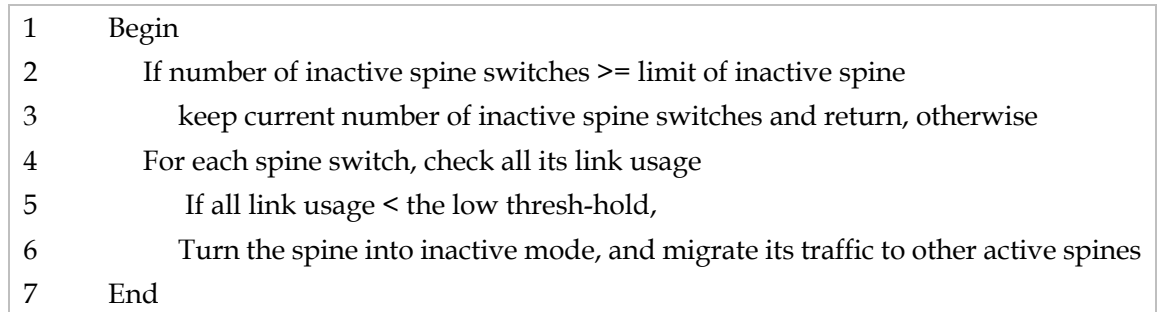 1 Begin
2 If number of inactive spine switches >= limit of inactive spine
3 keep current number of inactive spine switches and return, otherwise
4 For each spine switch, check all its link usage
5 If all link usage < the low thresh-hold,
6 Turn the spine into inactive mode, and migrate its traffic to other active spines
7 End